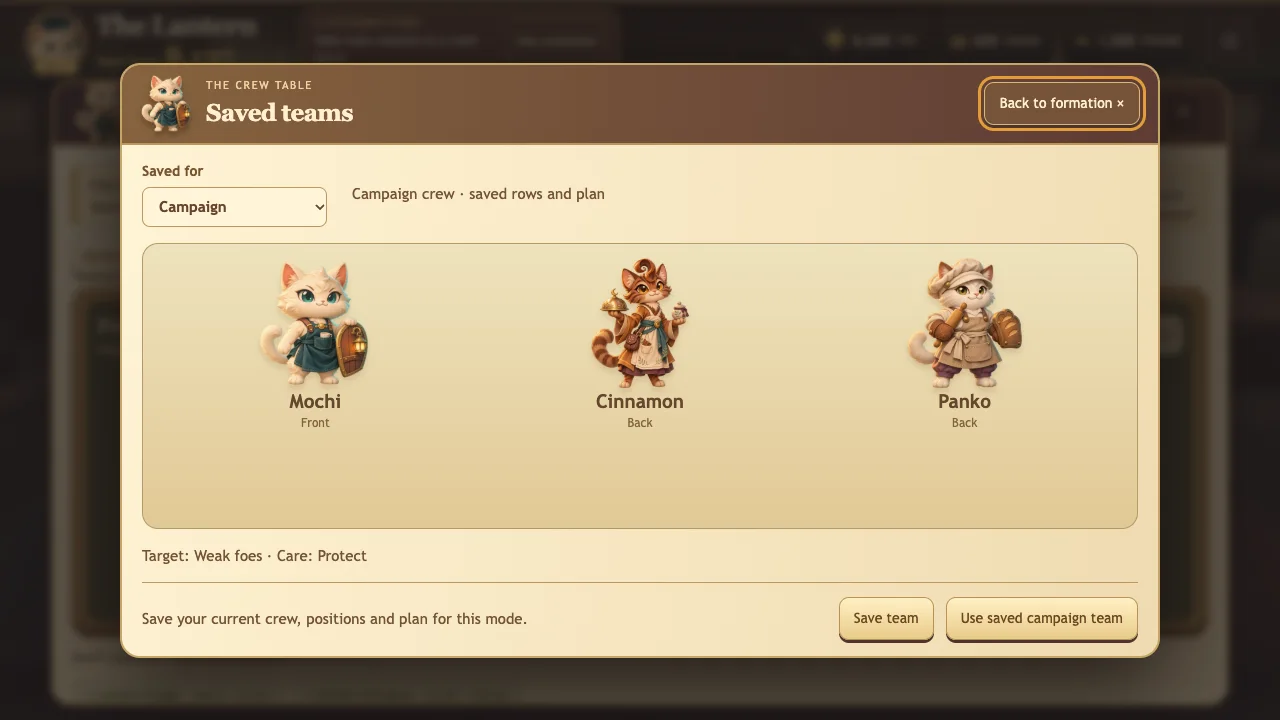 The Lantern
THE CREW TABLE
Saved teams
Back to formation ×
Saved for
Campaign
Campaign crew · saved rows and plan
Mochi
Front
Cinnamon
Back
Panko
Back
Target: Weak foes · Care: Protect
Save your current crew, positions and plan for this mode.
Save team
Use saved campaign team